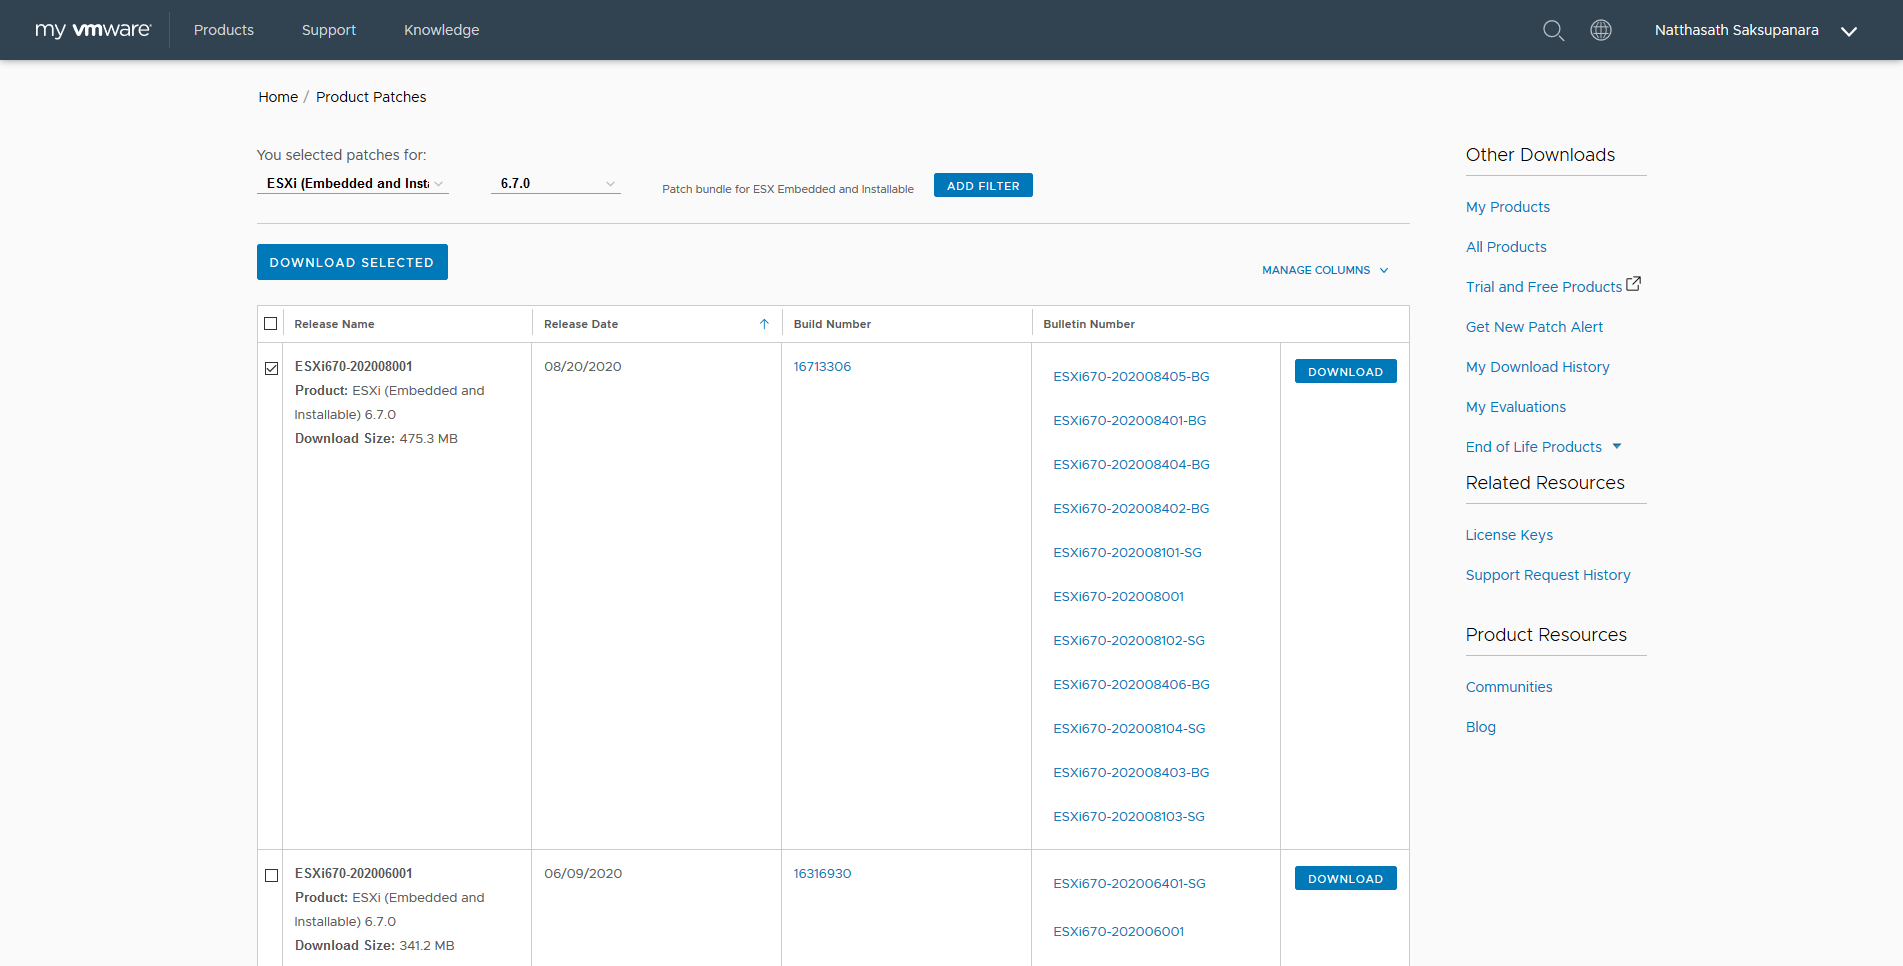 my vmware Products Support Knowledge Natthasath Saksupanara
Home / Product Patches
You selected patches for:
ESXi (Embedded and Insta 6.7.0 Patch bundle for ESX Embedded and Installable ADD FILTER
DOWNLOAD SELECTED
MANAGE COLUMNS
Release Name Release Date Build Number Bulletin Number
ESXi670-202008001 08/20/2020 16713306 ESXi670-202008405-BG DOWNLOAD
Product: ESXi (Embedded and
Installable) 6.7.0
Download Size: 475.3 MB
ESXi670-202008401-BG
ESXi670-202008404-BG
ESXi670-202008402-BG
ESXi670-202008101-SG
ESXi670-202008001
ESXi670-202008102-SG
ESXi670-202008406-BG
ESXi670-202008104-SG
ESXi670-202008403-BG
ESXi670-202008103-SG
ESXi670-202006001 06/09/2020 16316930 ESXi670-202006401-SG DOWNLOAD
Product: ESXi (Embedded and
Installable) 6.7.0
Download Size: 341.2 MB
ESXi670-202006001
Other Downloads
My Products
All Products
Trial and Free Products
Get New Patch Alert
My Download History
My Evaluations
End of Life Products
Related Resources
License Keys
Support Request History
Product Resources
Communities
Blog